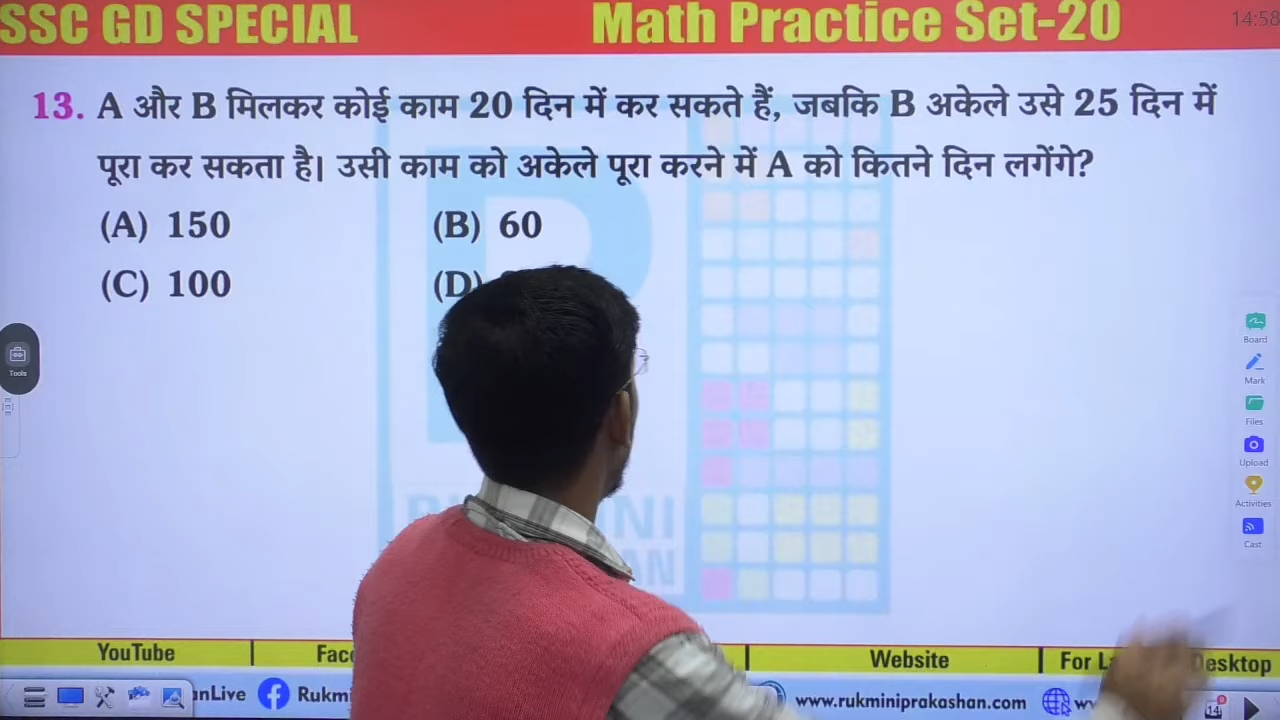 SSC GD SPECIAL
Math Practice Set-20
14:58
13. A और B मिलकर कोई काम 20 दिन में कर सकते हैं, जबकि B अकेले उसे 25 दिन में
पूरा कर सकता है। उसी काम को अकेले पूरा करने में A को कितने दिन लगेंगे?
(A) 150
(B) 60
(C) 100
(D)
Tools
Board
Mark
Files
Upload
Activities
Cast
YouTube
Website
Desktop
www.rukminiprakashan.com
14